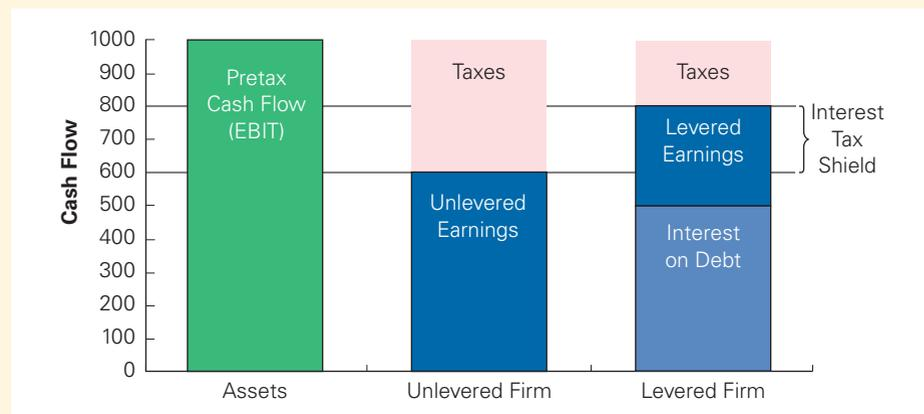 Cash Flow
1000
900
800
700
600
500
400
300
200
100
0
Pretax
Cash Flow
(EBIT)
Taxes
Unlevered
Earnings
Taxes
Levered
Earnings
Interest
on Debt
Interest
Tax
Shield
Assets
Unlevered Firm
Levered Firm